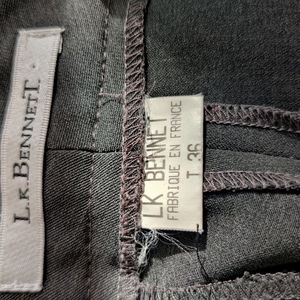 L.K. BENNETT
LK BENNET
FABRIQUE EN FRANCE
T 36